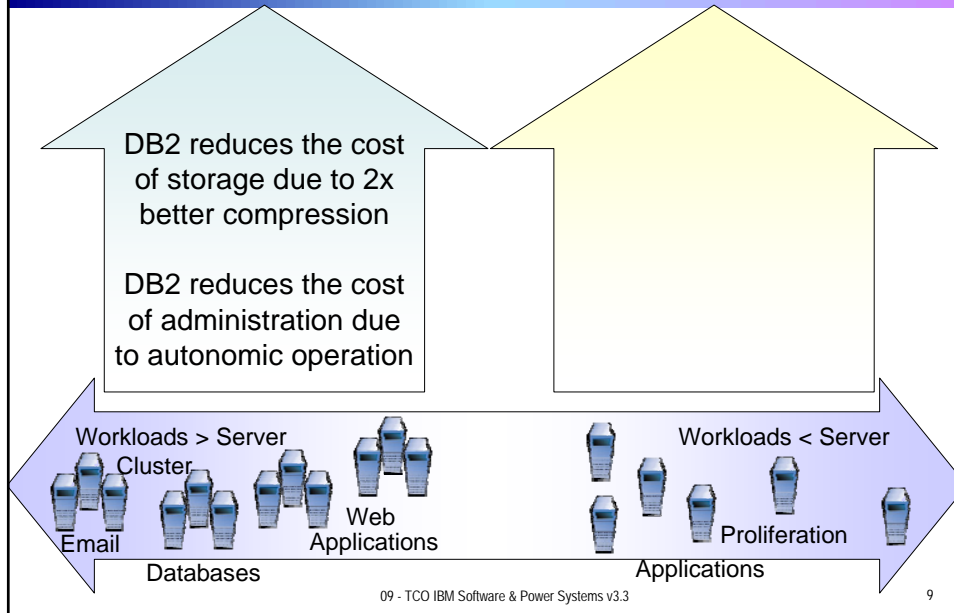 DB2 reduces the cost
of storage due to 2x
better compression
DB2 reduces the cost
of administration due
to autonomic operation
Workloads > Server
Cluster
Workloads < Server
Email
Databases
Web
Applications
Proliferation
Applications
09 - TCO IBM Software & Power Systems v3.3
9